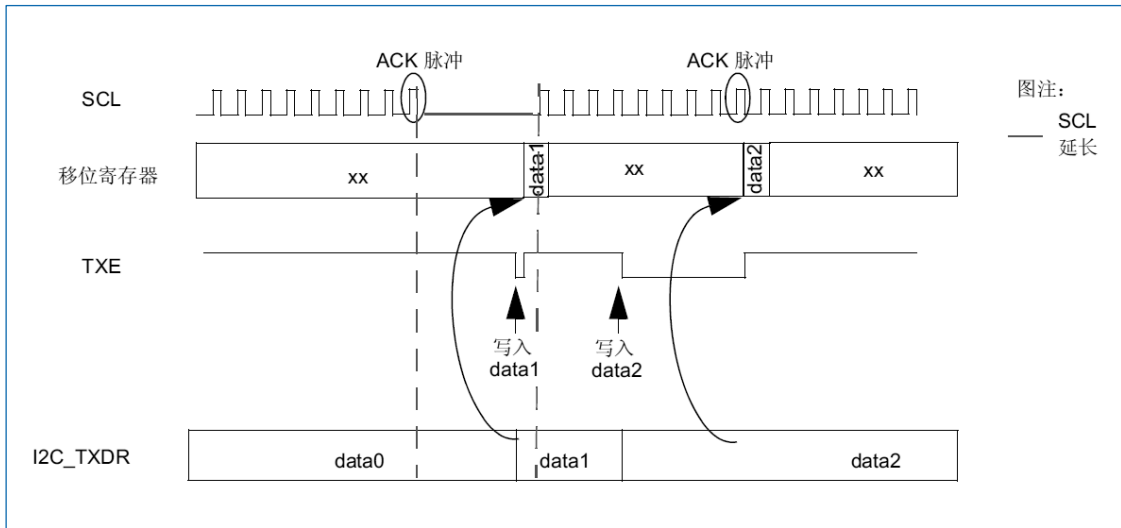 ACK 脉冲
ACK 脉冲
SCL
图注：
SCL
延长
移位寄存器
xx
data1
xx
data2
xx
TXE
写入
data1
写入
data2
I2C_TXDR
data0
data1
data2